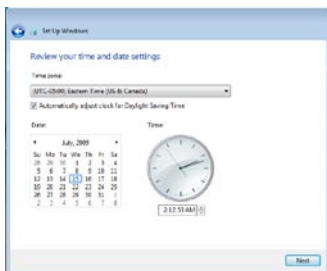 Set Up Windows
Review your time and date settings
Time zone:
(UTC-05:00) Eastern Time (US & Canada)
Automatically adjust clock for Daylight Saving Time
Date: Time:
July, 2009
Su Mo Tu We Th Fr Sa
28 29 30 1 2 3 4
5 6 7 8 9 10 11
12 13 14 15 16 17 18
19 20 21 22 23 24 25
26 27 28 29 30 31 1
2 3 4 5 6 7 8
2:12:53 AM
Next